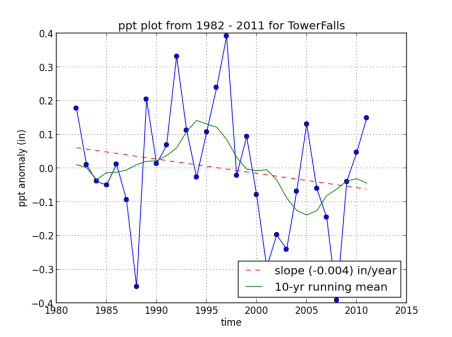 ppt plot from 1982 - 2011 for TowerFalls
0.4
0.3
0.2
0.1
0.0
−0.1
−0.2
−0.3
−0.4
ppt anomaly (in)
slope (-0.004) in/year
10-yr running mean
1980 1985 1990 1995 2000 2005 2010 2015
time